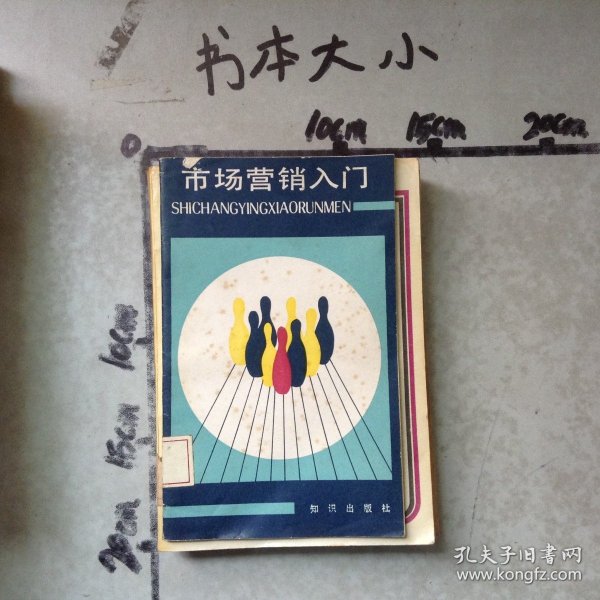 书本大小
10cm 15cm 20cm
0
市场营销入门
SHICHANGYINGXIAORUNMEN
10cm
15cm
20cm
知识出版社
孔夫子旧书网
www.kongfz.com